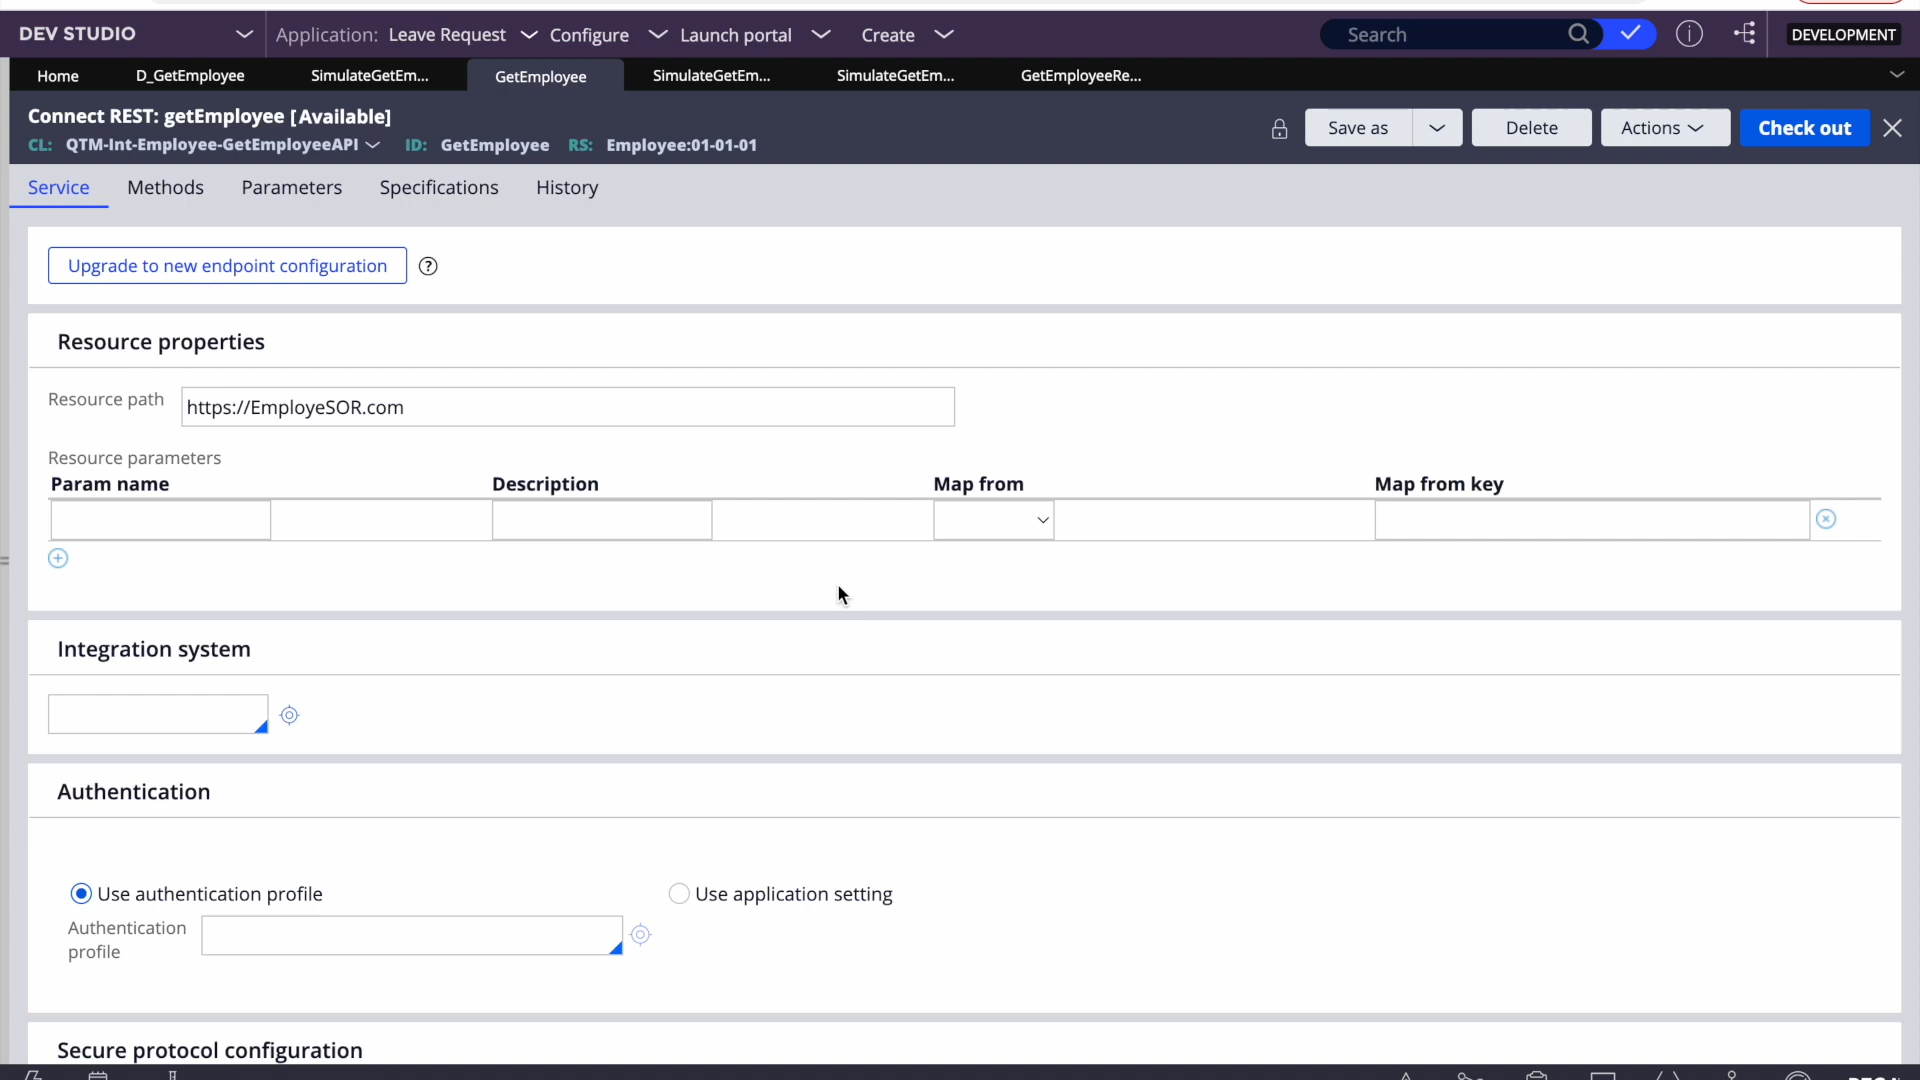 DEV STUDIO
Application: Leave Request
Configure
Launch portal
Create
Search
DEVELOPMENT
Home
D_GetEmployee
SimulateGetEm...
GetEmployee
SimulateGetEm...
SimulateGetEm...
GetEmployeeRe...
Connect REST: getEmployee [Available]
CL: QTM-Int-Employee-GetEmployeeAPI ID: GetEmployee RS: Employee:01-01-01
Save as
Delete
Actions
Check out
Service
Methods
Parameters
Specifications
History
Upgrade to new endpoint configuration
Resource properties
Resource path
https://EmployeSOR.com
Resource parameters
Param name
Description
Map from
Map from key
Integration system
Authentication
Use authentication profile
Use application setting
Authentication
profile
Secure protocol configuration